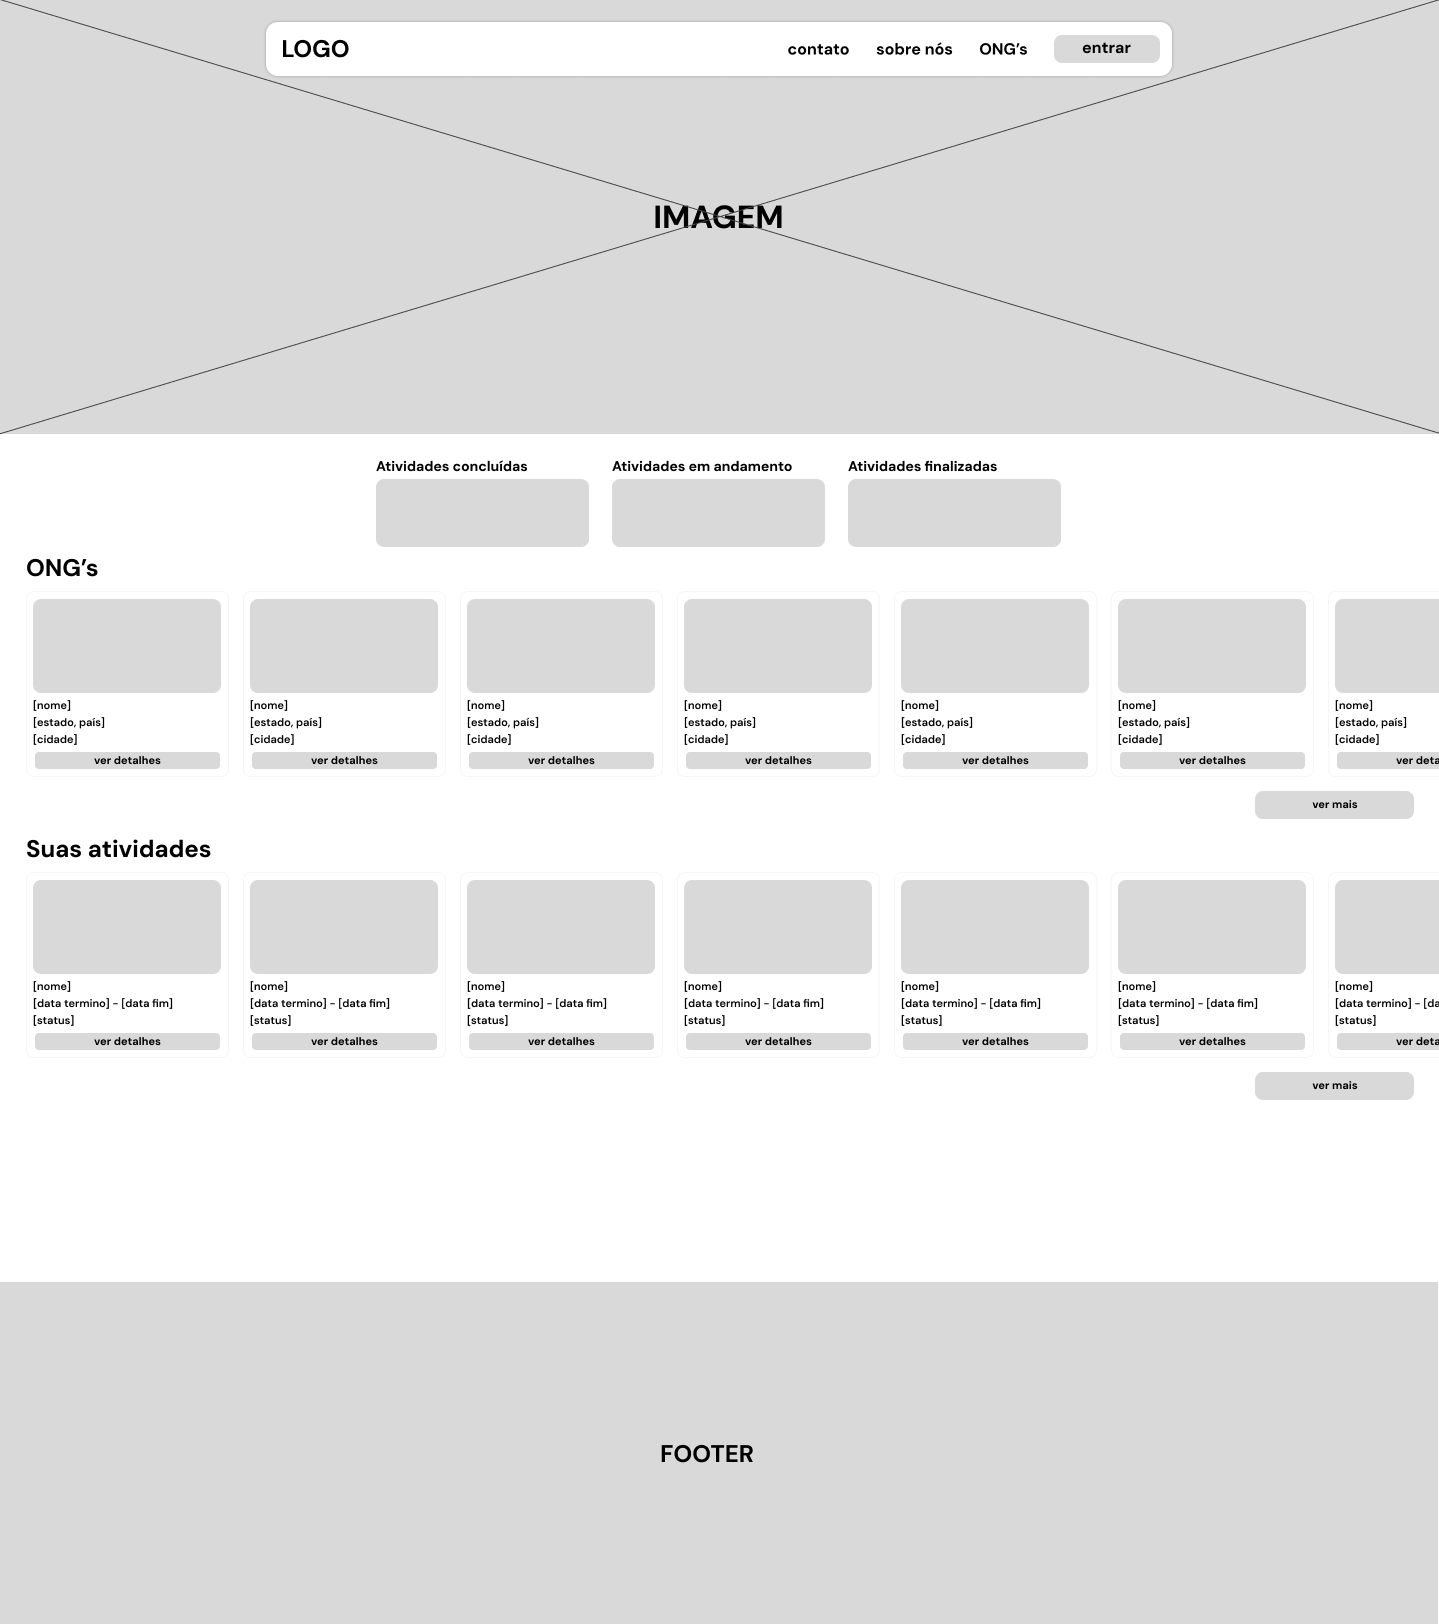 LOGO contato sobre nós ONG’s entrar
IMAGEM
Atividades concluídas Atividades em andamento Atividades finalizadas
ONG’s
[nome] [nome] [nome] [nome] [nome] [nome] [nome]
[estado, país] [estado, país] [estado, país] [estado, país] [estado, país] [estado, país] [estado, país]
[cidade] [cidade] [cidade] [cidade] [cidade] [cidade] [cidade]
ver detalhes ver detalhes ver detalhes ver detalhes ver detalhes ver detalhes ver deta
ver mais
Suas atividades
[nome] [nome] [nome] [nome] [nome] [nome] [nome]
[data termino] - [data fim] [data termino] - [data fim] [data termino] - [data fim] [data termino] - [data fim] [data termino] - [data fim] [data termino] - [data fim] [data termino] - [da
[status] [status] [status] [status] [status] [status] [status]
ver detalhes ver detalhes ver detalhes ver detalhes ver detalhes ver detalhes ver deta
ver mais
FOOTER